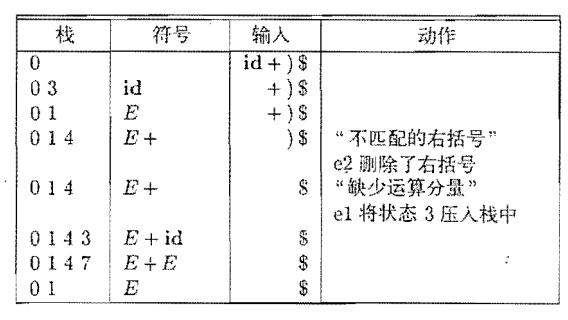 栈 符号 输入 动作
0 id + ) $
0 3 id + ) $
0 1 E + ) $
0 1 4 E + ) $ “不匹配的右括号”
e2 删除了右括号
0 1 4 E + $ “缺少运算分量”
e1 将状态 3 压入栈中
0 1 4 3 E + id $
0 1 4 7 E + E $
0 1 E $